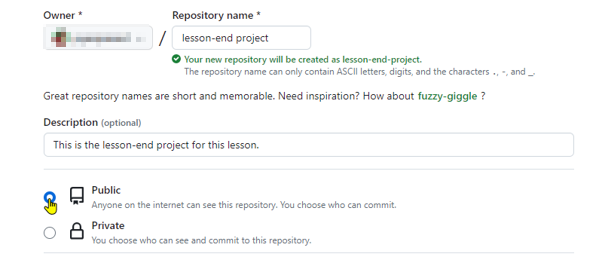 Owner * Repository name *
/ lesson-end project
Your new repository will be created as lesson-end-project.
The repository name can only contain ASCII letters, digits, and the characters ., -, and _.
Great repository names are short and memorable. Need inspiration? How about fuzzy-giggle ?
Description (optional)
This is the lesson-end project for this lesson.
Public
Anyone on the internet can see this repository. You choose who can commit.
Private
You choose who can see and commit to this repository.